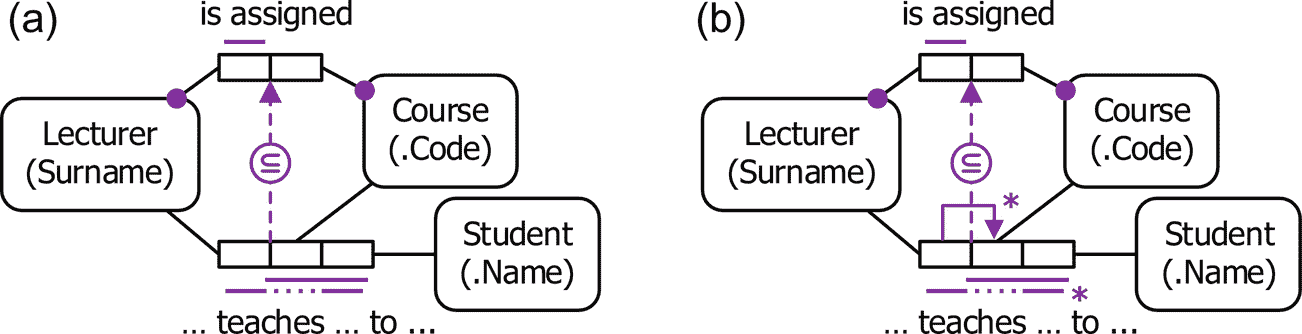 (a)
is assigned
Lecturer
(Surname)
Course
(.Code)
⊆
Student
(.Name)
... teaches ... to ...
(b)
is assigned
Lecturer
(Surname)
Course
(.Code)
⊆
*
Student
(.Name)
*
... teaches ... to ...